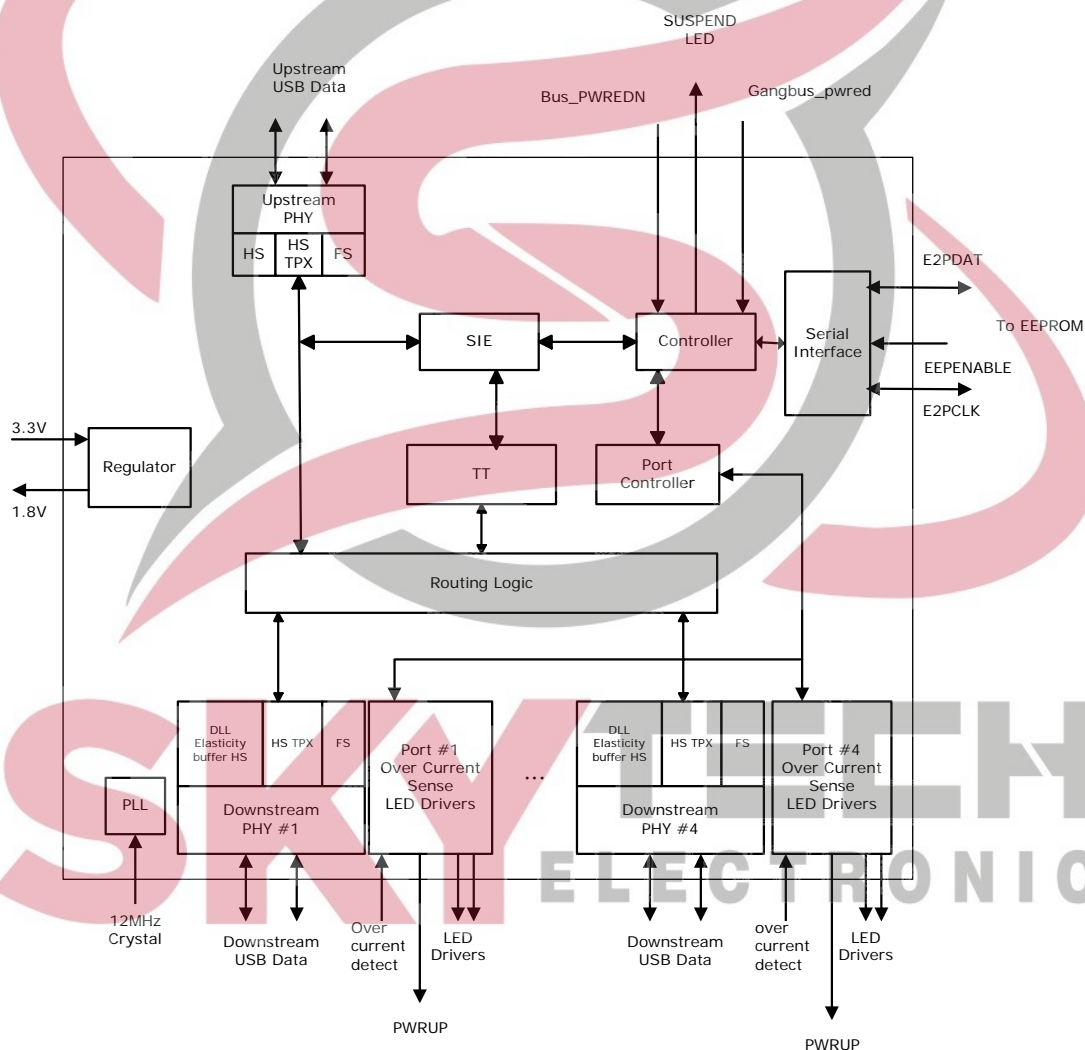 SUSPEND
LED
Upstream
USB Data
Bus_PWREDN
Gangbus_pwred
Upstream
PHY
HS
HS
TPX
FS
E2PDAT
SIE
Controller
Serial
Interface
To EEPROM
EEPENABLE
E2PCLK
3.3V
Regulator
1.8V
TT
Port
Controller
Routing Logic
DLL
Elasticity
buffer HS
HS TPX
FS
Port #1
Over Current
Sense
LED Drivers
...
DLL
Elasticity
buffer HS
HS TPX
FS
Port #4
Over Current
Sense
LED Drivers
PLL
Downstream
PHY #1
Downstream
PHY #4
12MHz
Crystal
Downstream
USB Data
Over
current
detect
LED
Drivers
Downstream
USB Data
over
current
detect
LED
Drivers
PWRUP
PWRUP
SKYTECH
ELECTRONIC